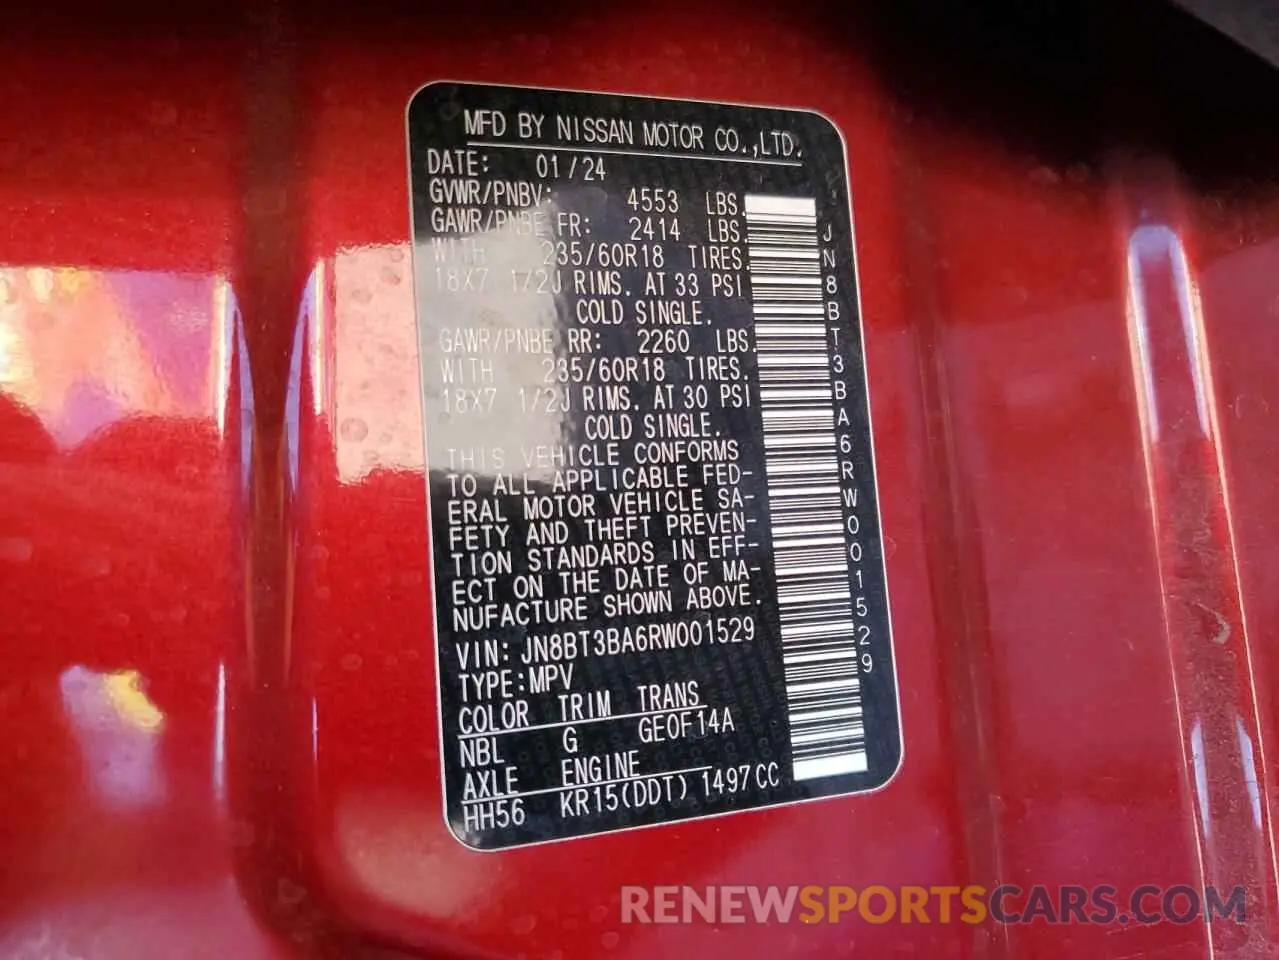 MFD BY NISSAN MOTOR CO.,LTD.
DATE: 01/24
GVWR/PNBV: 4553 LBS.
GAWR/PNBE FR: 2414 LBS.
WITH 235/60R18 TIRES.
18X7 1/2J RIMS. AT 33 PSI
COLD SINGLE.
GAWR/PNBE RR: 2260 LBS.
WITH 235/60R18 TIRES.
18X7 1/2J RIMS. AT 30 PSI
COLD SINGLE.
THIS VEHICLE CONFORMS
TO ALL APPLICABLE FED-
ERAL MOTOR VEHICLE SA-
FETY AND THEFT PREVEN-
TION STANDARDS IN EFF-
ECT ON THE DATE OF MA-
NUFACTURE SHOWN ABOVE.
VIN: JN8BT3BA6RW001529
TYPE:MPV
COLOR TRIM TRANS
NBL G GE0F14A
AXLE ENGINE
HH56 KR15(DDT) 1497CC
JN8BT3BA6RW001529
RENEWSPORTSCARS.COM